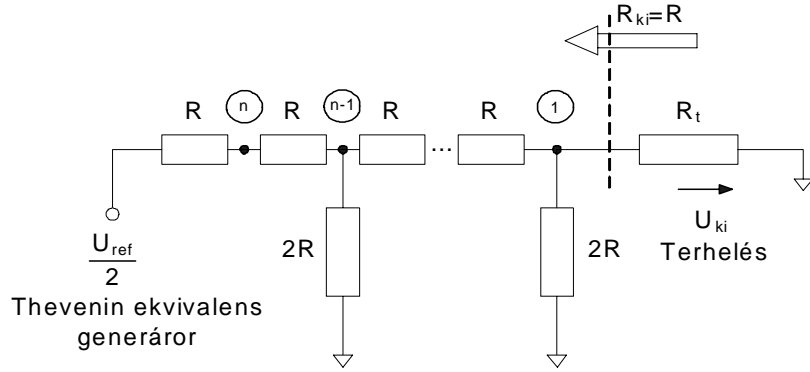 R_ki=R
R n R n-1 R R 1 R_t
...
U_ref
2
2R 2R U_ki
Terhelés
Thevenin ekvivalens
generáror